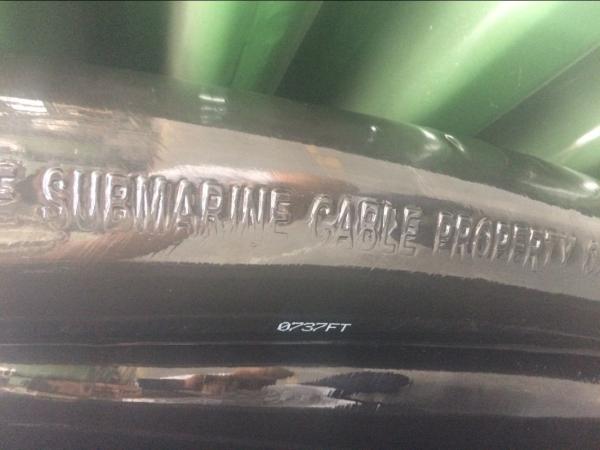 E SUBMARINE CABLE PROPERTY
0737FT